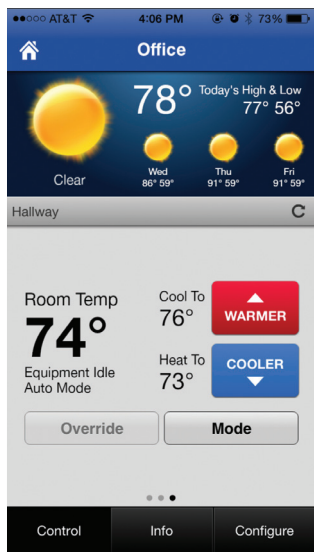 AT&T 4:06 PM 73%
Office
78° Today's High & Low
77° 56°
Clear
Wed Thu Fri
86° 59° 91° 59° 91° 59°
Hallway
Room Temp
74°
Equipment Idle
Auto Mode
Cool To
76°
WARMER
Heat To
73°
COOLER
Override Mode
Control Info Configure